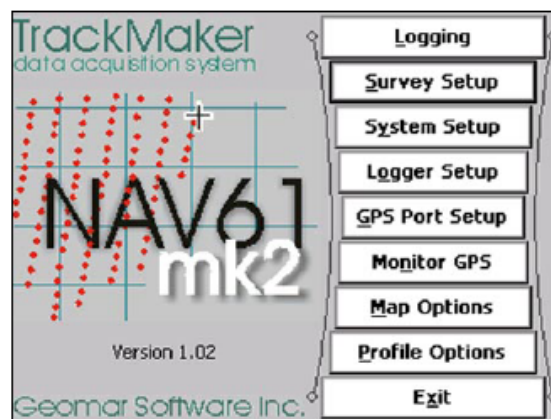 TrackMaker
data acquisition system
NAV61
mk2
Version 1.02
Geomar Software Inc.
Logging
Survey Setup
System Setup
Logger Setup
GPS Port Setup
Monitor GPS
Map Options
Profile Options
Exit